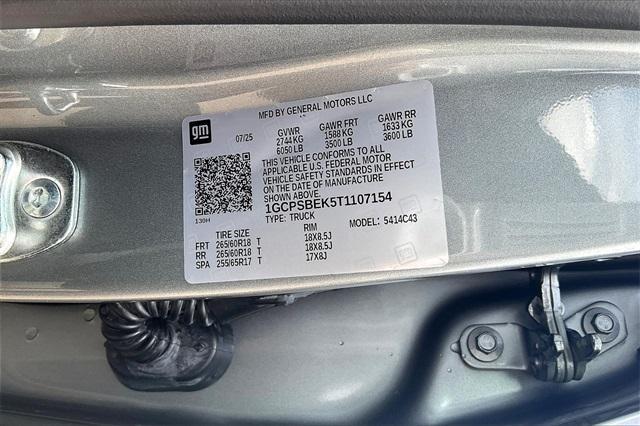 MFD BY GENERAL MOTORS LLC
gm
07/25 GVWR GAWR FRT GAWR RR
2744 KG 1588 KG 1633 KG
6050 LB 3500 LB 3600 LB
THIS VEHICLE CONFORMS TO ALL
APPLICABLE U.S. FEDERAL MOTOR
VEHICLE SAFETY STANDARDS IN EFFECT
ON THE DATE OF MANUFACTURE
SHOWN ABOVE.
1GCPSBEK5T1107154
130H TYPE: TRUCK MODEL: 5414C43
TIRE SIZE RIM
FRT 265/60R18 T 18X8.5J
RR 265/60R18 T 18X8.5J
SPA 255/65R17 T 17X8J